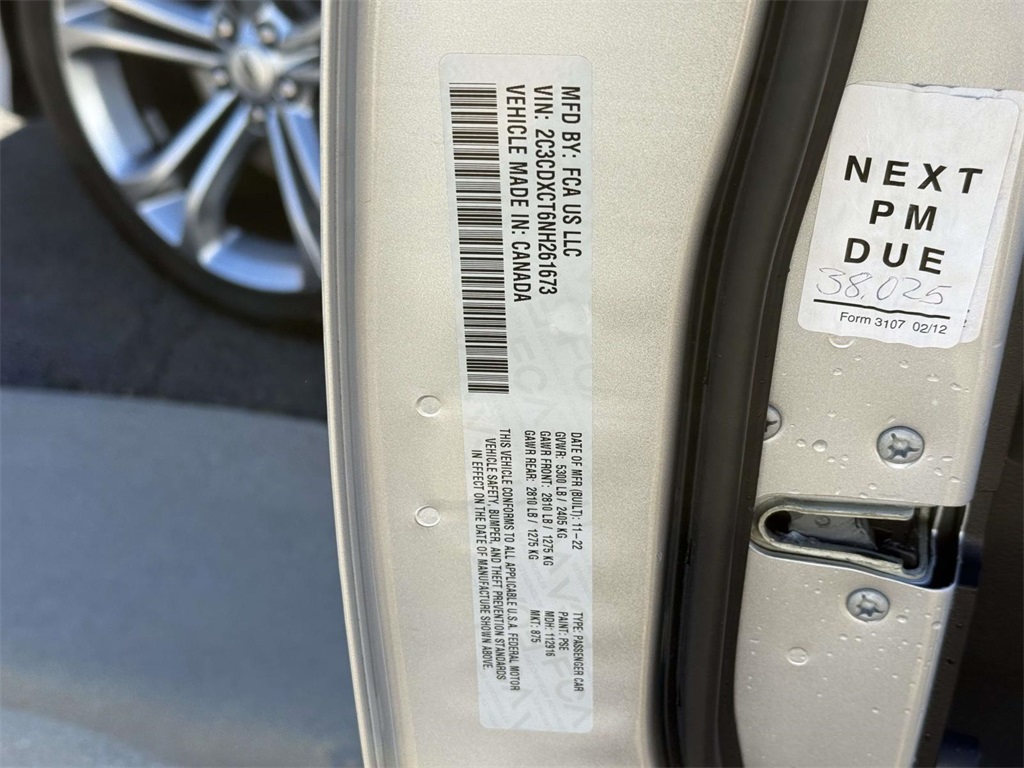 MFD BY: FCA US LLC
VIN: 2C3CDXCT6NH261673
VEHICLE MADE IN: CANADA
DATE OF MFR (BUILT): 11-22
GVWR: 5300 LB / 2405 KG
GAWR FRONT: 2810 LB / 1275 KG
GAWR REAR: 2810 LB / 1275 KG
THIS VEHICLE CONFORMS TO ALL APPLICABLE U.S.A. FEDERAL MOTOR
VEHICLE SAFETY, BUMPER, AND THEFT PREVENTION STANDARDS
IN EFFECT ON THE DATE OF MANUFACTURE SHOWN ABOVE.
TYPE: PASSENGER CAR
PAINT: PSE
MDH: 112916
MKT: 875
NEXT
PM
DUE
38,025
Form 3107 02/12